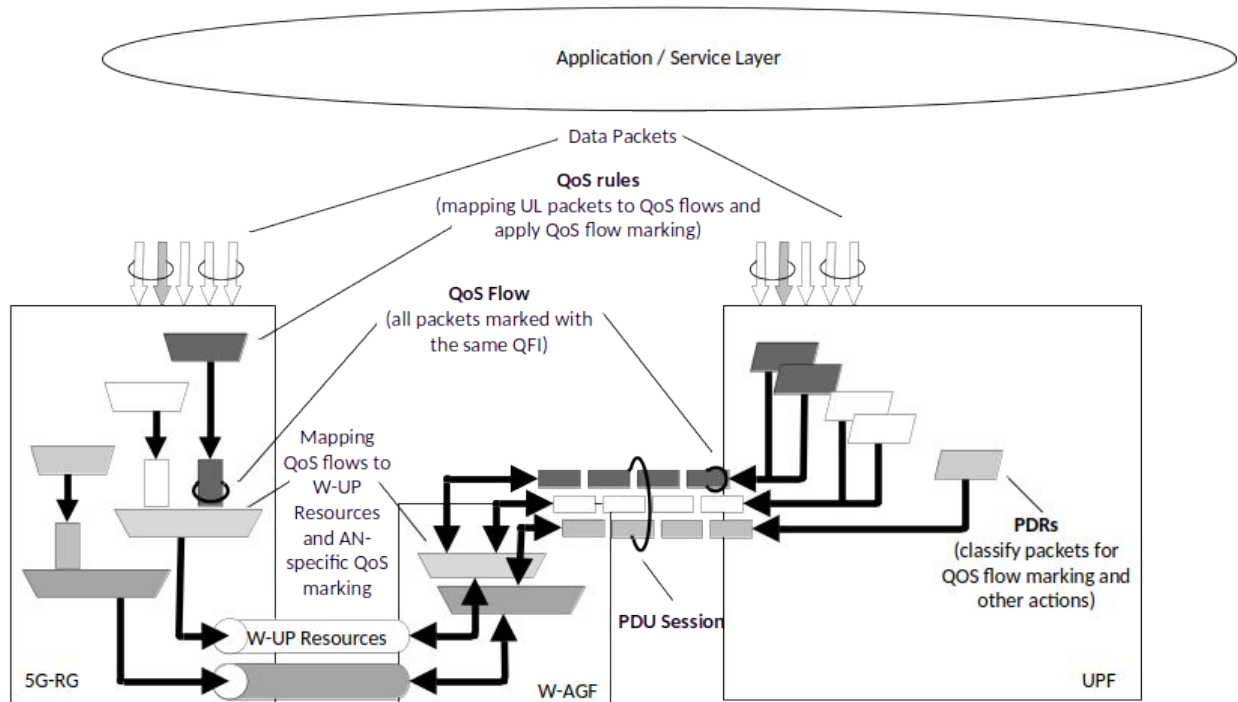 Application / Service Layer
Data Packets
QoS rules
(mapping UL packets to QoS flows and
apply QoS flow marking)
QoS Flow
(all packets marked with
the same QFI)
Mapping
QoS flows to
W-UP
Resources
and AN-
specific QoS
marking
PDRs
(classify packets for
QOS flow marking and
other actions)
PDU Session
W-UP Resources
5G-RG
W-AGF
UPF